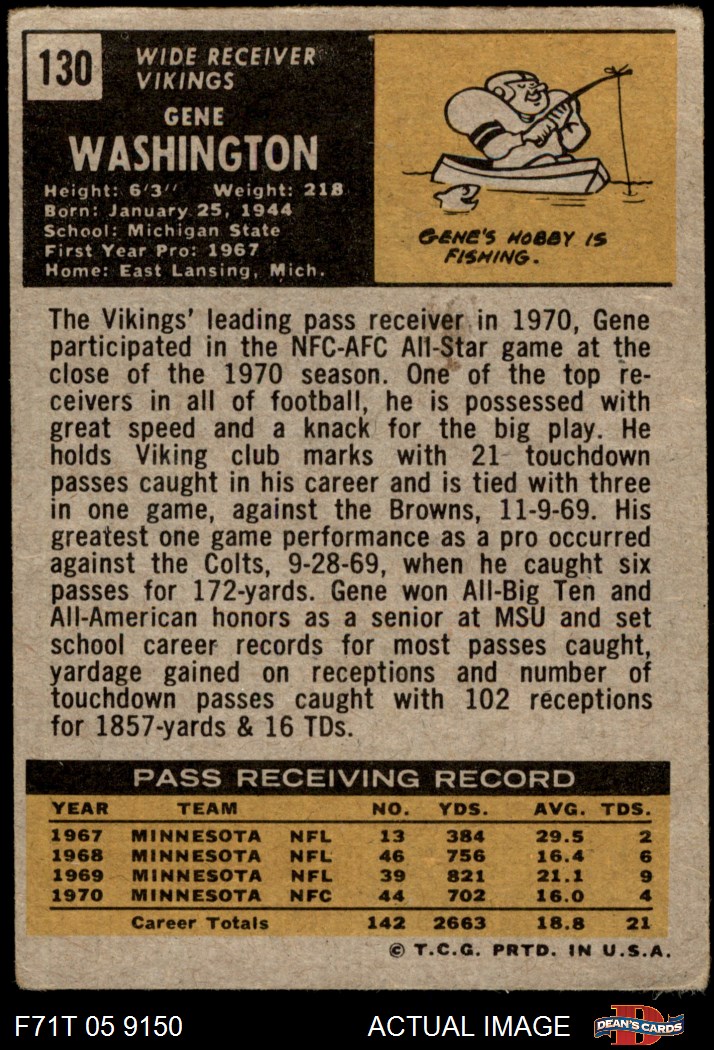 130
WIDE RECEIVER
VIKINGS
GENE
WASHINGTON
Height: 6'3" Weight: 218
Born: January 25, 1944
School: Michigan State
First Year Pro: 1967
Home: East Lansing, Mich.
GENE'S HOBBY IS
FISHING.
The Vikings' leading pass receiver in 1970, Gene
participated in the NFC-AFC All-Star game at the
close of the 1970 season. One of the top re-
ceivers in all of football, he is possessed with
great speed and a knack for the big play. He
holds Viking club marks with 21 touchdown
passes caught in his career and is tied with three
in one game, against the Browns, 11-9-69. His
greatest one game performance as a pro occurred
against the Colts, 9-28-69, when he caught six
passes for 172-yards. Gene won All-Big Ten and
All-American honors as a senior at MSU and set
school career records for most passes caught,
yardage gained on receptions and number of
touchdown passes caught with 102 receptions
for 1857-yards & 16 TDs.
PASS RECEIVING RECORD
YEAR TEAM NO. YDS. AVG. TDS.
1967 MINNESOTA NFL 13 384 29.5 2
1968 MINNESOTA NFL 46 756 16.4 6
1969 MINNESOTA NFL 39 821 21.1 9
1970 MINNESOTA NFC 44 702 16.0 4
Career Totals 142 2663 18.8 21
© T.C.G. PRTD. IN U.S.A.
F71T 05 9150 ACTUAL IMAGE
D
DEAN'S CARDS